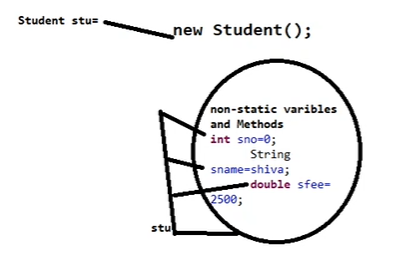 Student stu=
new Student();
non-static varibles
and Methods
int sno=0;
String
sname=shiva;
double sfee=
2500;
stu